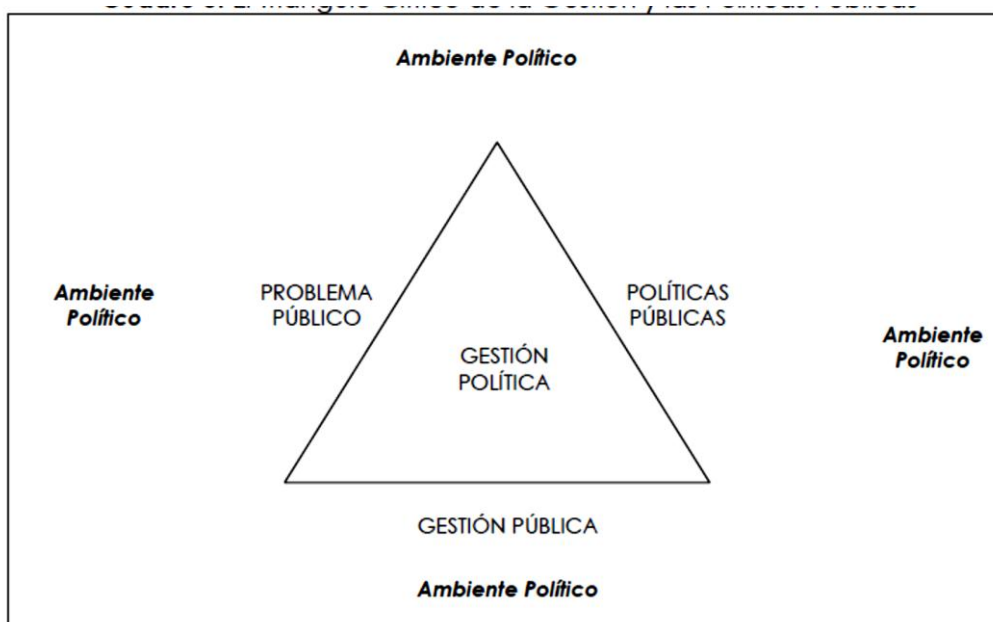 Ambiente Político
Ambiente
Político
PROBLEMA
PÚBLICO
POLÍTICAS
PÚBLICAS
Ambiente
Político
GESTIÓN
POLÍTICA
GESTIÓN PÚBLICA
Ambiente Político